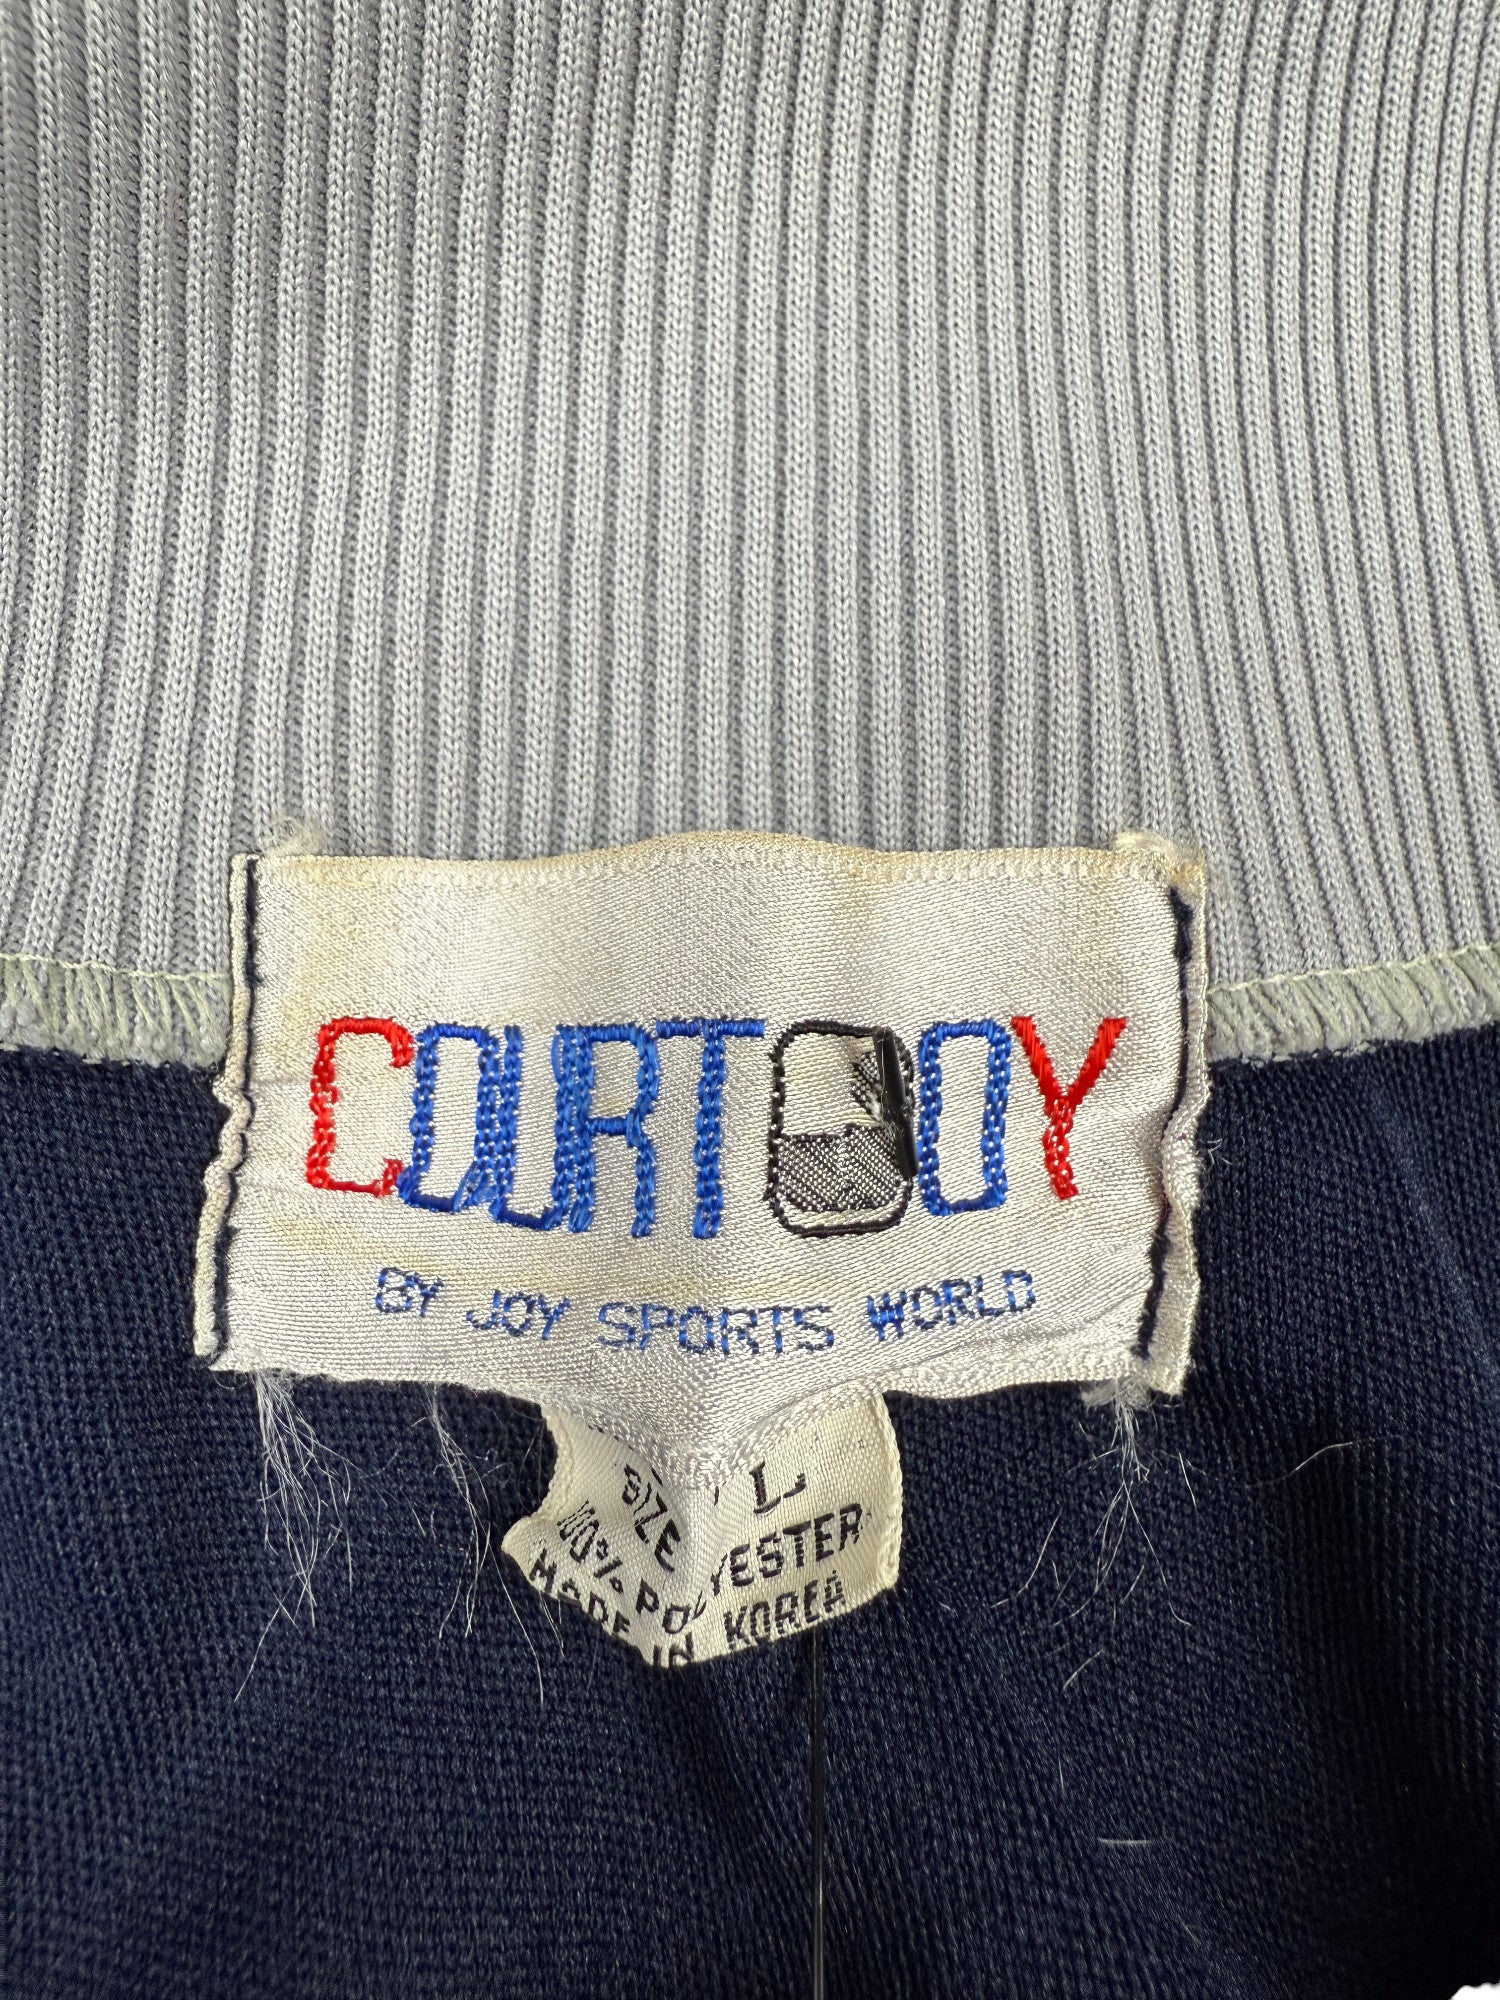 COURTBOY
BY JOY SPORTS WORLD
SIZE L
100% POLYESTER
MADE IN KOREA